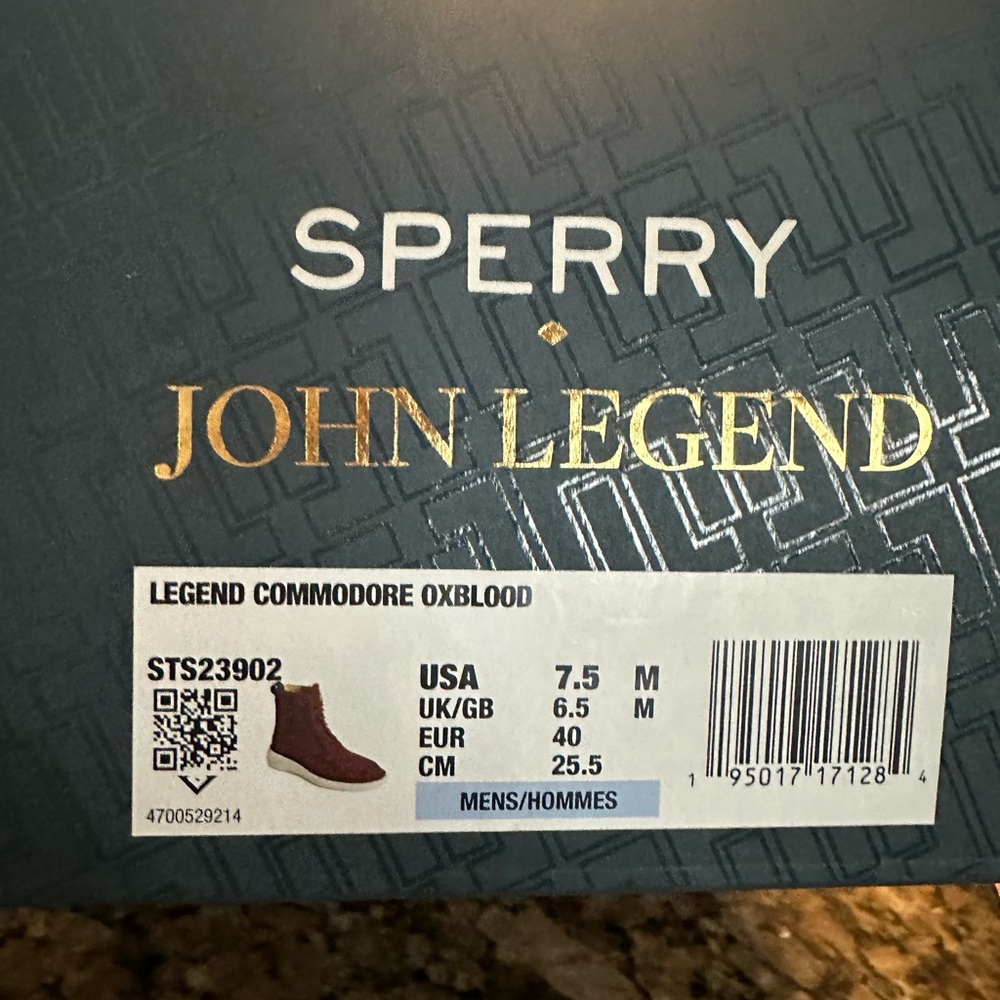 SPERRY
JOHN LEGEND
LEGEND COMMODORE OXBLOOD
STS23902
4700529214
USA 7.5 M
UK/GB 6.5 M
EUR 40
CM 25.5
MENS/HOMMES
1 95017 17128 4